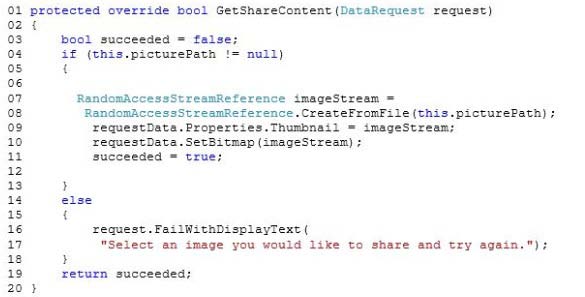 01 protected override bool GetShareContent(DataRequest request)
02 {
03     bool succeeded = false;
04     if (this.picturePath != null)
05     {
06
07       RandomAccessStreamReference imageStream =
08        RandomAccessStreamReference.CreateFromFile(this.picturePath);
09         requestData.Properties.Thumbnail = imageStream;
10         requestData.SetBitmap(imageStream);
11         succeeded = true;
12
13     }
14     else
15     {
16         request.FailWithDisplayText(
17          "Select an image you would like to share and try again.");
18     }
19     return succeeded;
20 }